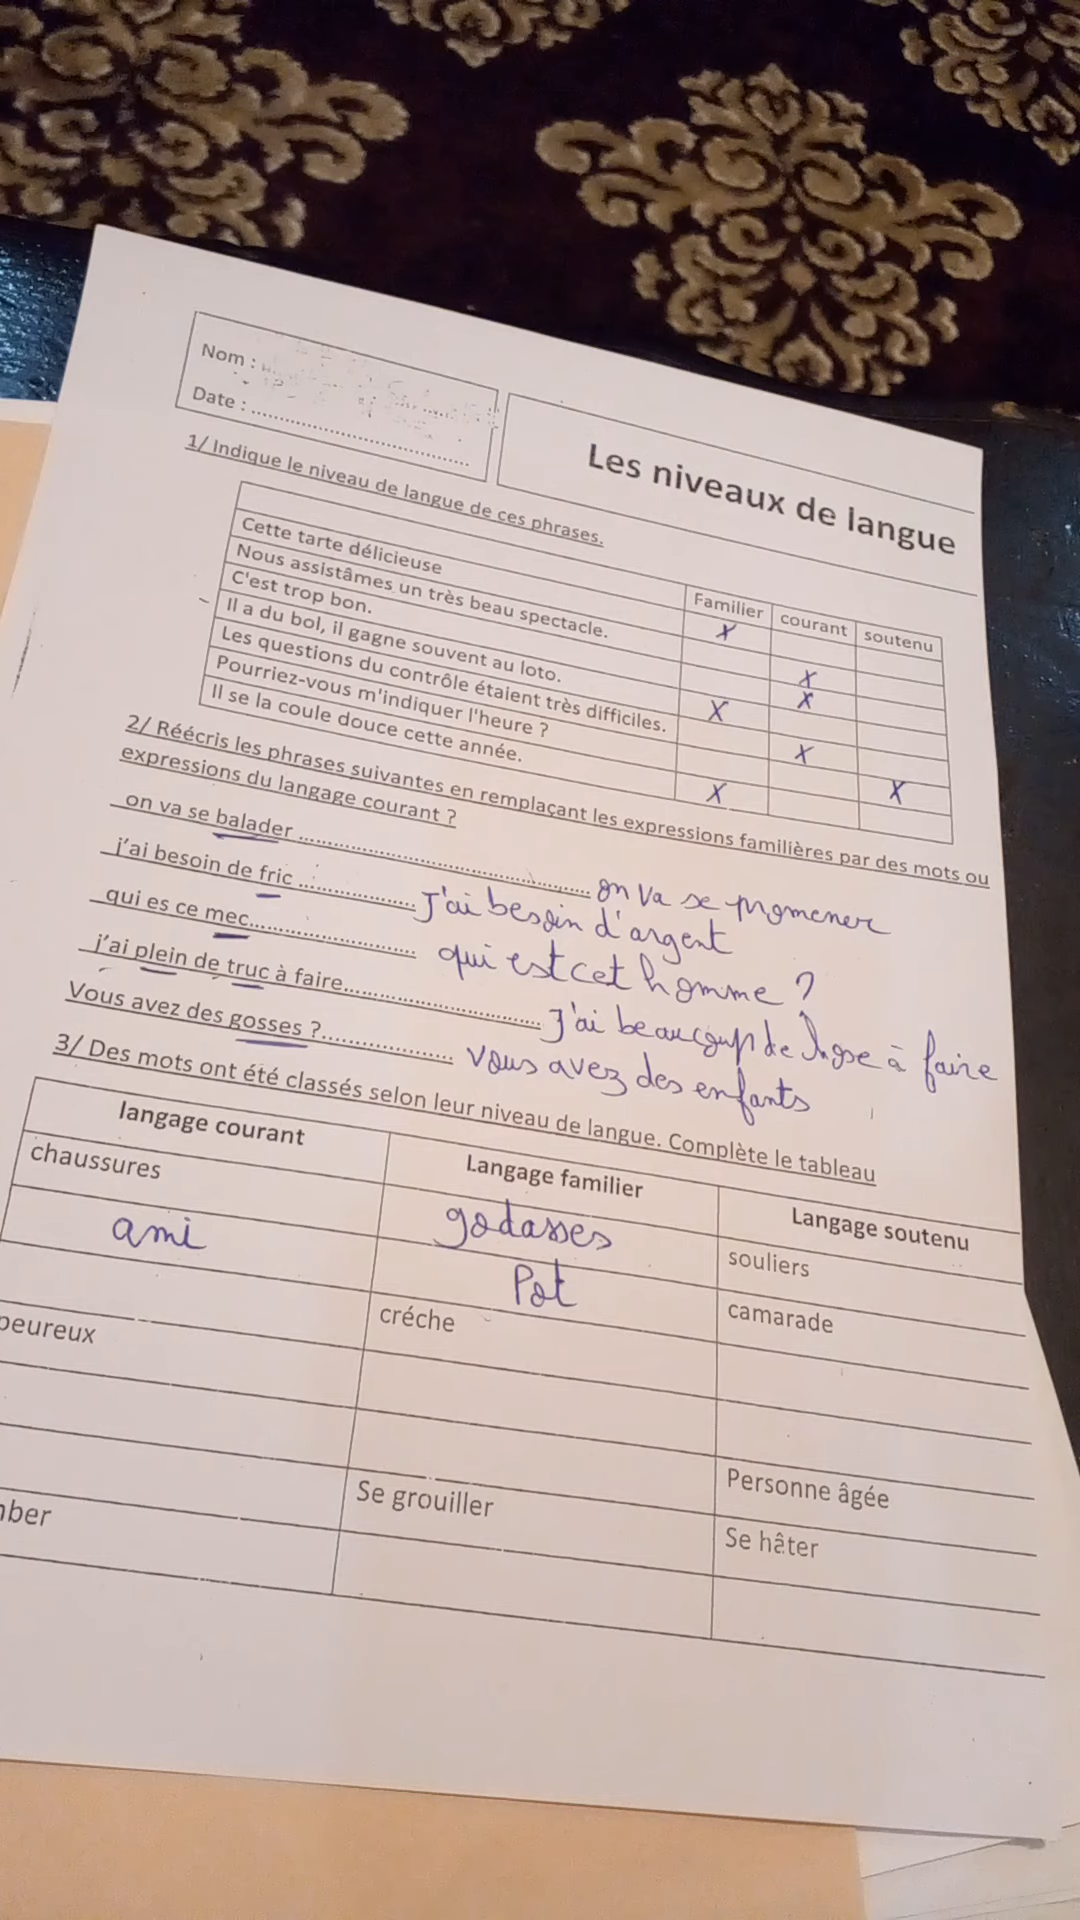 Nom :
Date : ........................................
Les niveaux de langue
1/ Indique le niveau de langue de ces phrases.
Familier courant soutenu
Cette tarte délicieuse X
Nous assistâmes un très beau spectacle. X
C'est trop bon. X
Il a du bol, il gagne souvent au loto. X
Les questions du contrôle étaient très difficiles. X
Pourriez-vous m'indiquer l'heure ? X
Il se la coule douce cette année. X
2/ Réécris les phrases suivantes en remplaçant les expressions familières par des mots ou
expressions du langage courant ?
on va se balader ........................................ on va se promener
j'ai besoin de fric ........................ J'ai besoin d'argent
qui es ce mec.................................. qui est cet homme ?
j'ai plein de truc à faire........................................ J'ai beaucoup de à faire
Vous avez des gosses ?........................ vous avez des enfants
3/ Des mots ont été classés selon leur niveau de langue. Complète le tableau
langage courant Langage familier Langage soutenu
chaussures godasses souliers
ami Pot camarade
créche
peureux
Personne âgée
Se grouiller Se hâter
mber